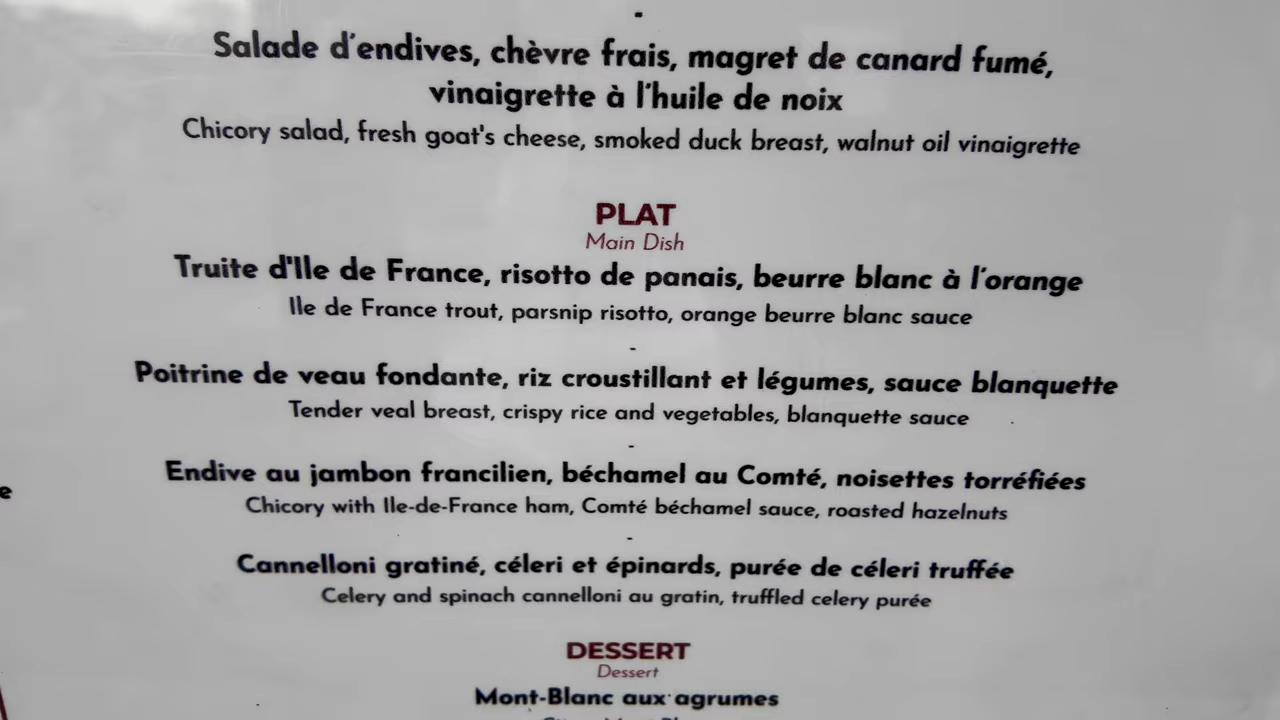 -
Salade d'endives, chèvre frais, magret de canard fumé,
vinaigrette à l'huile de noix
Chicory salad, fresh goat's cheese, smoked duck breast, walnut oil vinaigrette
PLAT
Main Dish
Truite d'Ile de France, risotto de panais, beurre blanc à l'orange
Ile de France trout, parsnip risotto, orange beurre blanc sauce
-
Poitrine de veau fondante, riz croustillant et légumes, sauce blanquette
Tender veal breast, crispy rice and vegetables, blanquette sauce
-
Endive au jambon francilien, béchamel au Comté, noisettes torréfiées
Chicory with Ile-de-France ham, Comté béchamel sauce, roasted hazelnuts
-
Cannelloni gratiné, céleri et épinards, purée de céleri truffée
Celery and spinach cannelloni au gratin, truffled celery purée
DESSERT
Dessert
Mont-Blanc aux agrumes